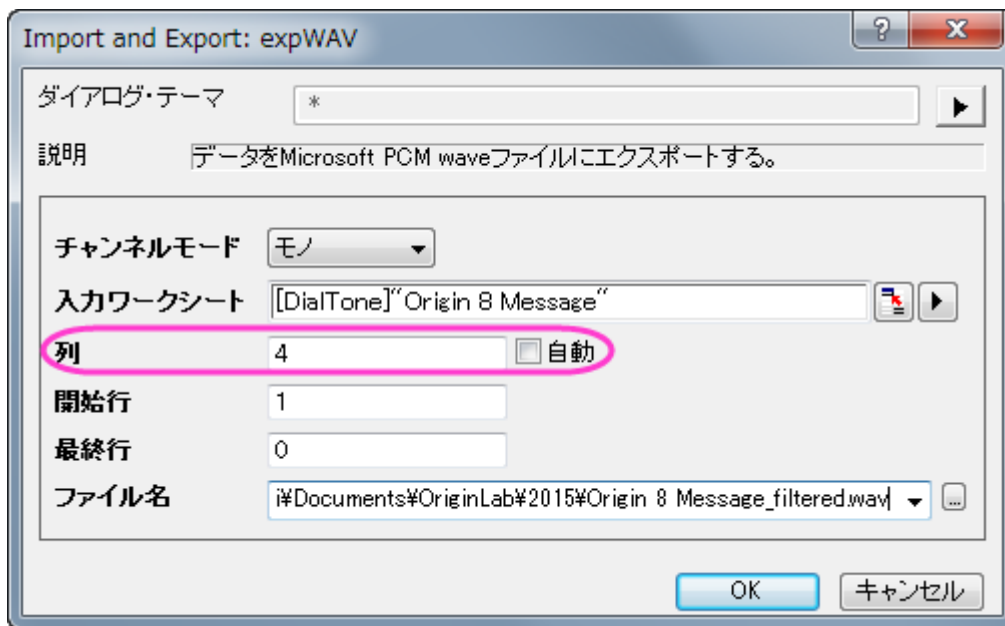 Import and Export: expWAV
ダイアログ・テーマ *
説明 データをMicrosoft PCM waveファイルにエクスポートする。
チャンネルモード モノ
入力ワークシート [DialTone]"Origin 8 Message"
列 4 自動
開始行 1
最終行 0
ファイル名 i¥Documents¥OriginLab¥2015¥Origin 8 Message_filtered.wav ...
OK キャンセル